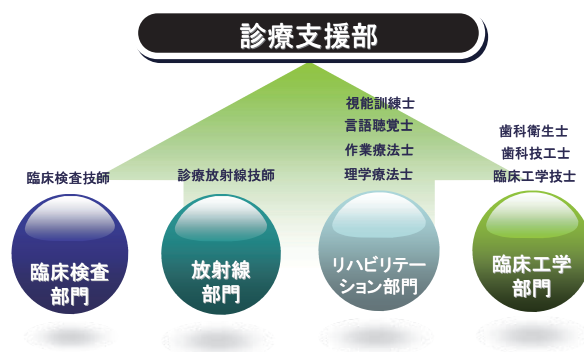 診療支援部
臨床検査技師
診療放射線技師
視能訓練士
言語聴覚士
作業療法士
理学療法士
歯科衛生士
歯科技工士
臨床工学技士
臨床検査
部門
放射線
部門
リハビリテー
ション部門
臨床工学
部門